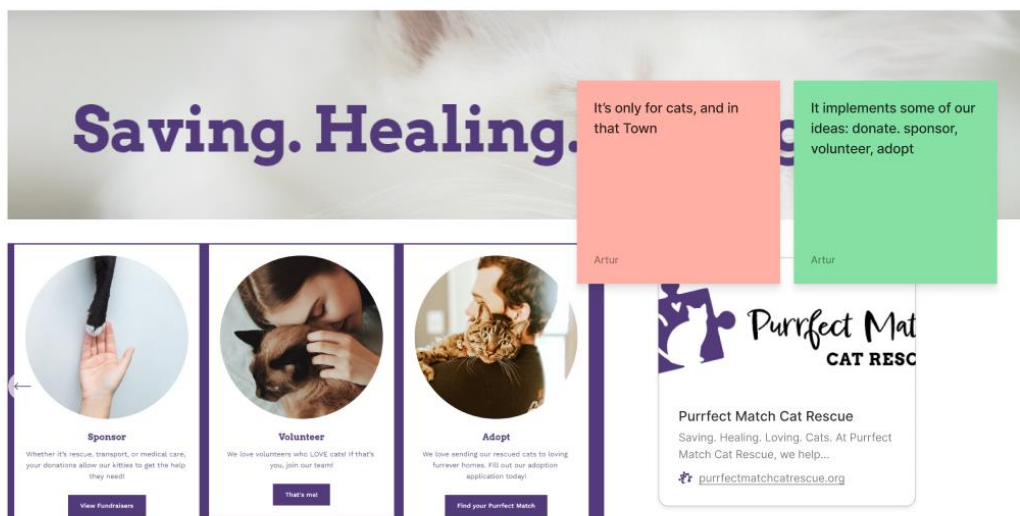 Saving. Healing.
It's only for cats, and in
that Town
Artur
It implements some of our
ideas: donate. sponsor,
volunteer, adopt
Artur
Sponsor
Whether it's rescue, transport, or medical care,
your donations allow our kitties to get the help
they need!
View Fundraisers
Volunteer
We love volunteers who LOVE cats! If that's
you, join our team!
That's me!
Adopt
We love sending our rescued cats to loving
furrever homes. Fill out our adoption
application today!
Find your Purrfect Match
Purrfect Mat
CAT RESC
Purrfect Match Cat Rescue
Saving. Healing. Loving. Cats. At Purrfect
Match Cat Rescue, we help...
purrfectmatchcatrescue.org